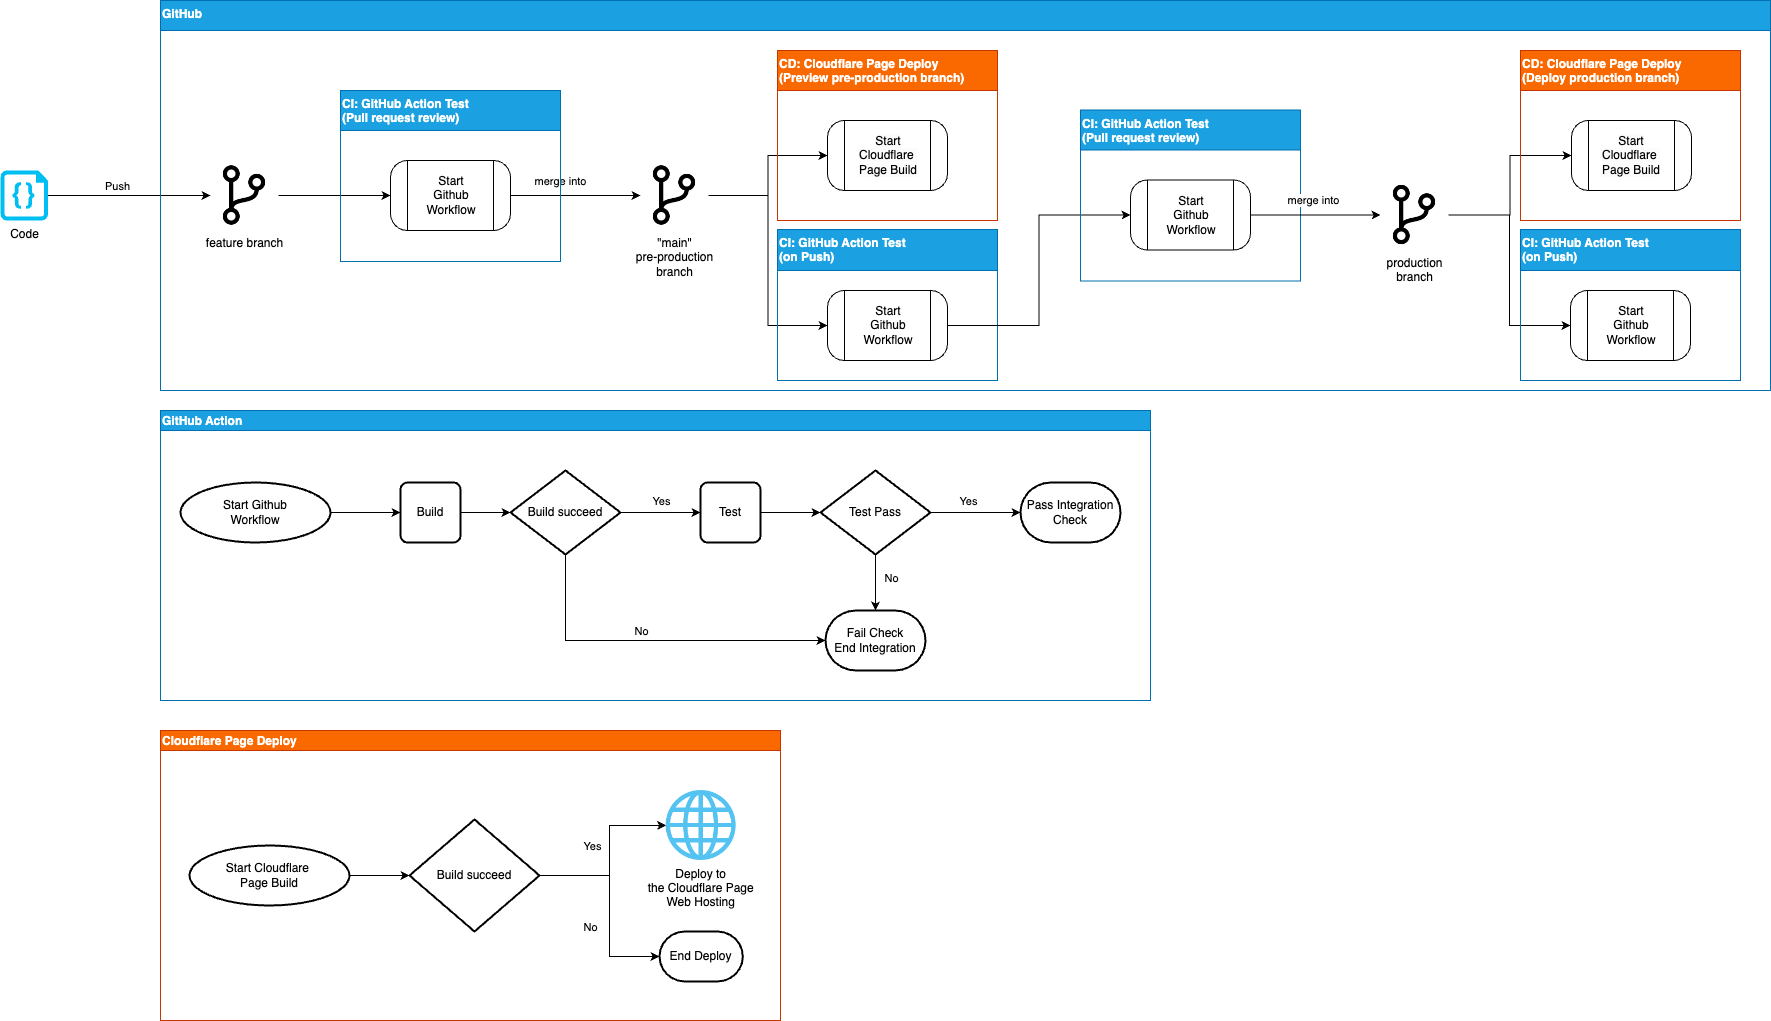 GitHub
CD: Cloudflare Page Deploy
(Preview pre-production branch)
CD: Cloudflare Page Deploy
(Deploy production branch)
CI: GitHub Action Test
(Pull request review)
CI: GitHub Action Test
(Pull request review)
Start
Cloudflare
Page Build
Start
Cloudflare
Page Build
Push
Start
Github
Workflow
merge into
Start
Github
Workflow
merge into
Code
feature branch
"main"
pre-production
branch
CI: GitHub Action Test
(on Push)
production
branch
CI: GitHub Action Test
(on Push)
Start
Github
Workflow
Start
Github
Workflow
GitHub Action
Start Github
Workflow
Build
Build succeed
Yes
Test
Test Pass
Yes
Pass Integration
Check
No
No
Fail Check
End Integration
Cloudflare Page Deploy
Start Cloudflare
Page Build
Build succeed
Yes
Deploy to
the Cloudflare Page
Web Hosting
No
End Deploy